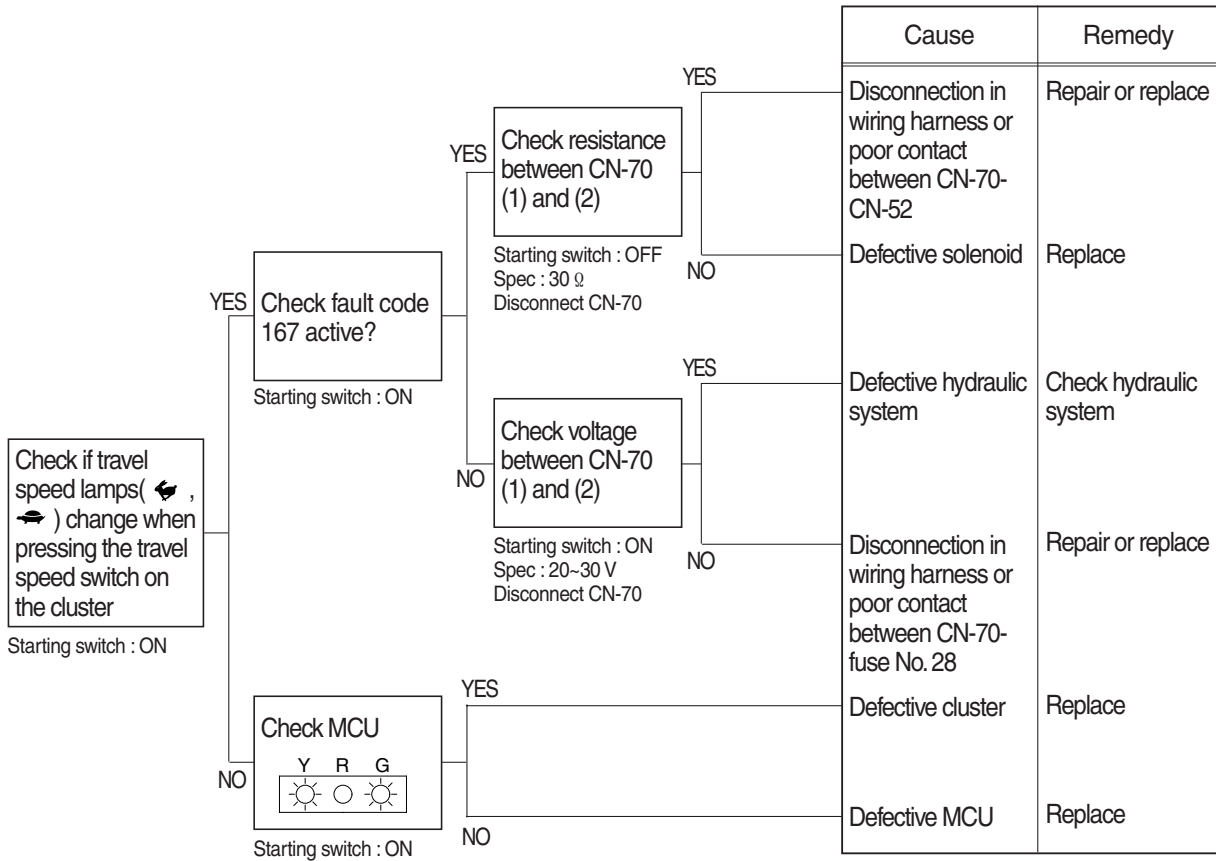 Cause
Remedy
YES
Disconnection in
wiring harness or
poor contact
between CN-70-
CN-52
Repair or replace
YES
Check resistance
between CN-70
(1) and (2)
Starting switch : OFF
Spec : 30 Ω
Disconnect CN-70
NO
Defective solenoid
Replace
YES
Check fault code
167 active?
Starting switch : ON
YES
Defective hydraulic
system
Check hydraulic
system
NO
Check voltage
between CN-70
(1) and (2)
Starting switch : ON
Spec : 20~30 V
Disconnect CN-70
NO
Disconnection in
wiring harness or
poor contact
between CN-70-
fuse No. 28
Repair or replace
Check if travel
speed lamps( ,
) change when
pressing the travel
speed switch on
the cluster
Starting switch : ON
YES
Defective cluster
Replace
NO
Check MCU
Y R G
Starting switch : ON
NO
Defective MCU
Replace